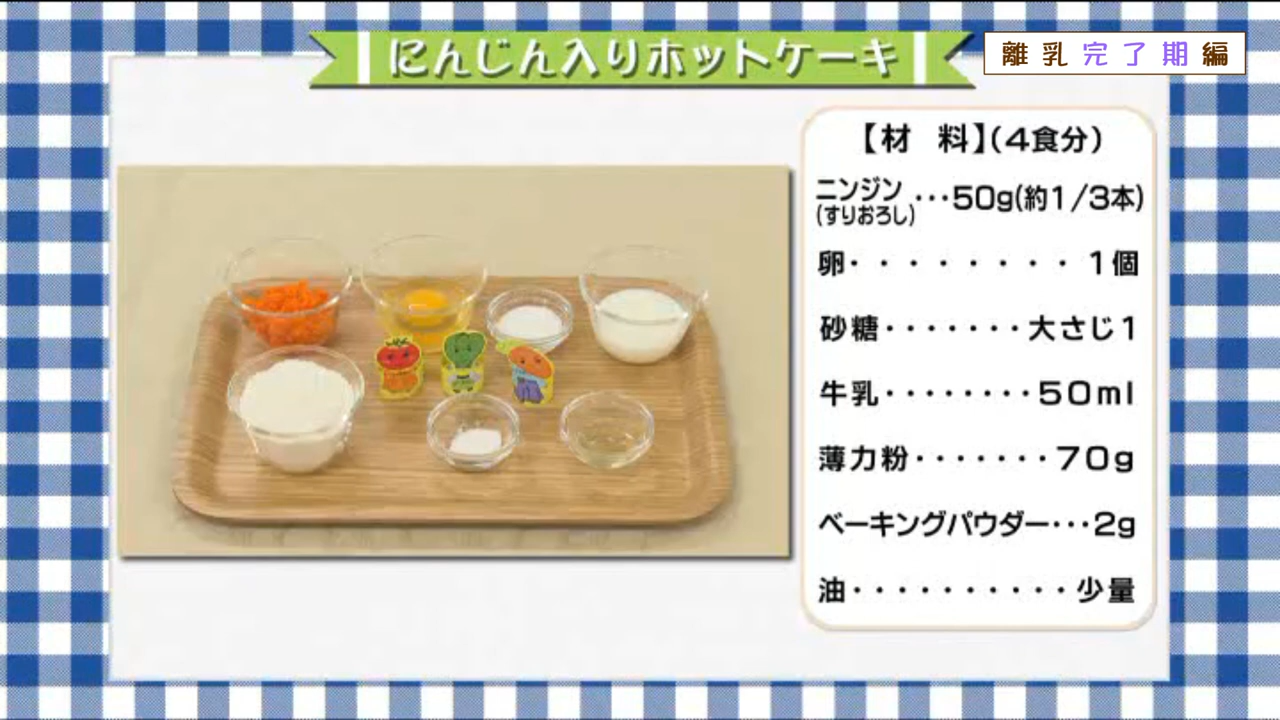 にんじん入りホットケーキ
離乳完了期編
【材　料】（4食分）
ニンジン（すりおろし）･･･50g(約1/3本)
卵・・・・・・・・1個
砂糖・・・・・・・大さじ1
牛乳・・・・・・・・50ml
薄力粉・・・・・・・70g
ベーキングパウダー･･･2g
油・・・・・・・・・・少量